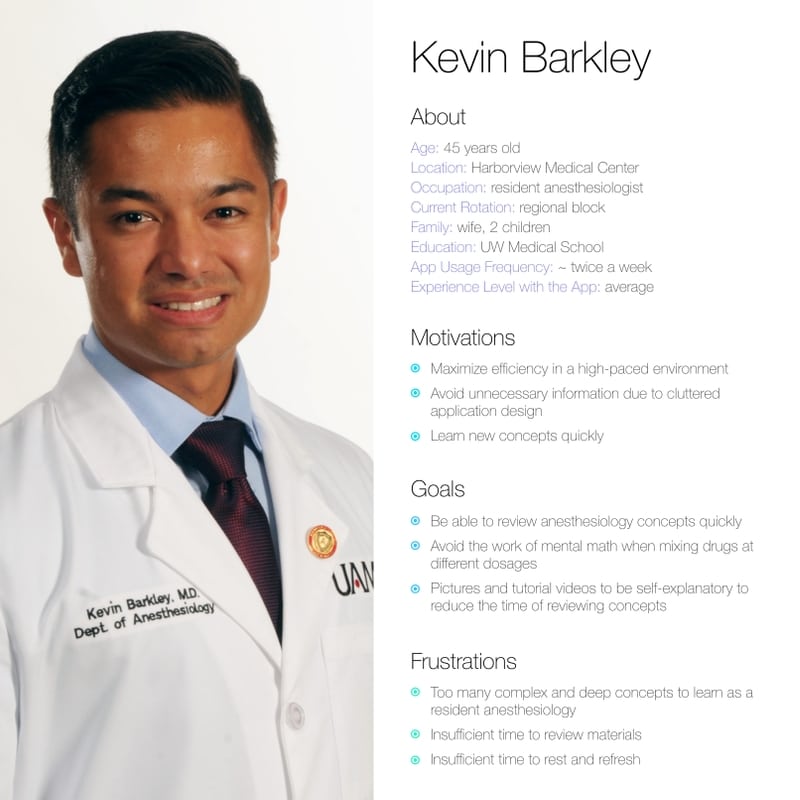 Kevin Barkley
About
Age: 45 years old
Location: Harborview Medical Center
Occupation: resident anesthesiologist
Current Rotation: regional block
Family: wife, 2 children
Education: UW Medical School
App Usage Frequency: ~ twice a week
Experience Level with the App: average
Motivations
Maximize efficiency in a high-paced environment
Avoid unnecessary information due to cluttered
application design
Learn new concepts quickly
Goals
Be able to review anesthesiology concepts quickly
Avoid the work of mental math when mixing drugs at
different dosages
Pictures and tutorial videos to be self-explanatory to
reduce the time of reviewing concepts
Frustrations
Too many complex and deep concepts to learn as a
resident anesthesiology
Insufficient time to review materials
Insufficient time to rest and refresh
Kevin Barkley, M.D.
Dept. of Anesthesiology